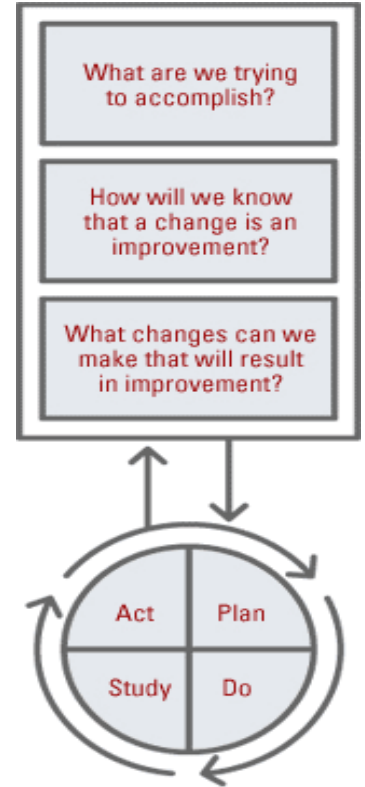 What are we trying
to accomplish?
How will we know
that a change is an
improvement?
What changes can we
make that will result
in improvement?
Act
Plan
Study
Do